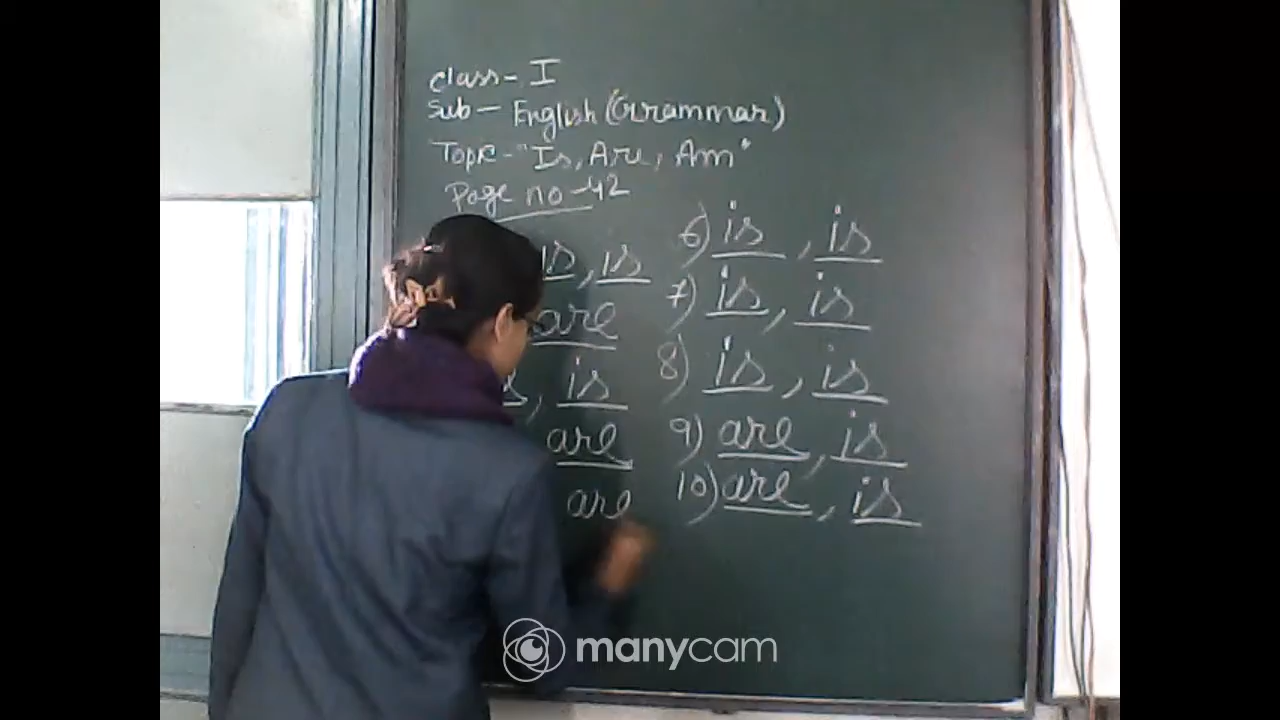 Class - I
Sub - English (Grammar)
Topic - "Is, Are, Am"
Page no - 42
is, is
are
is
are
are
6) is, is
7) is, is
8) is, is
9) are, is
10) are, is
manycam